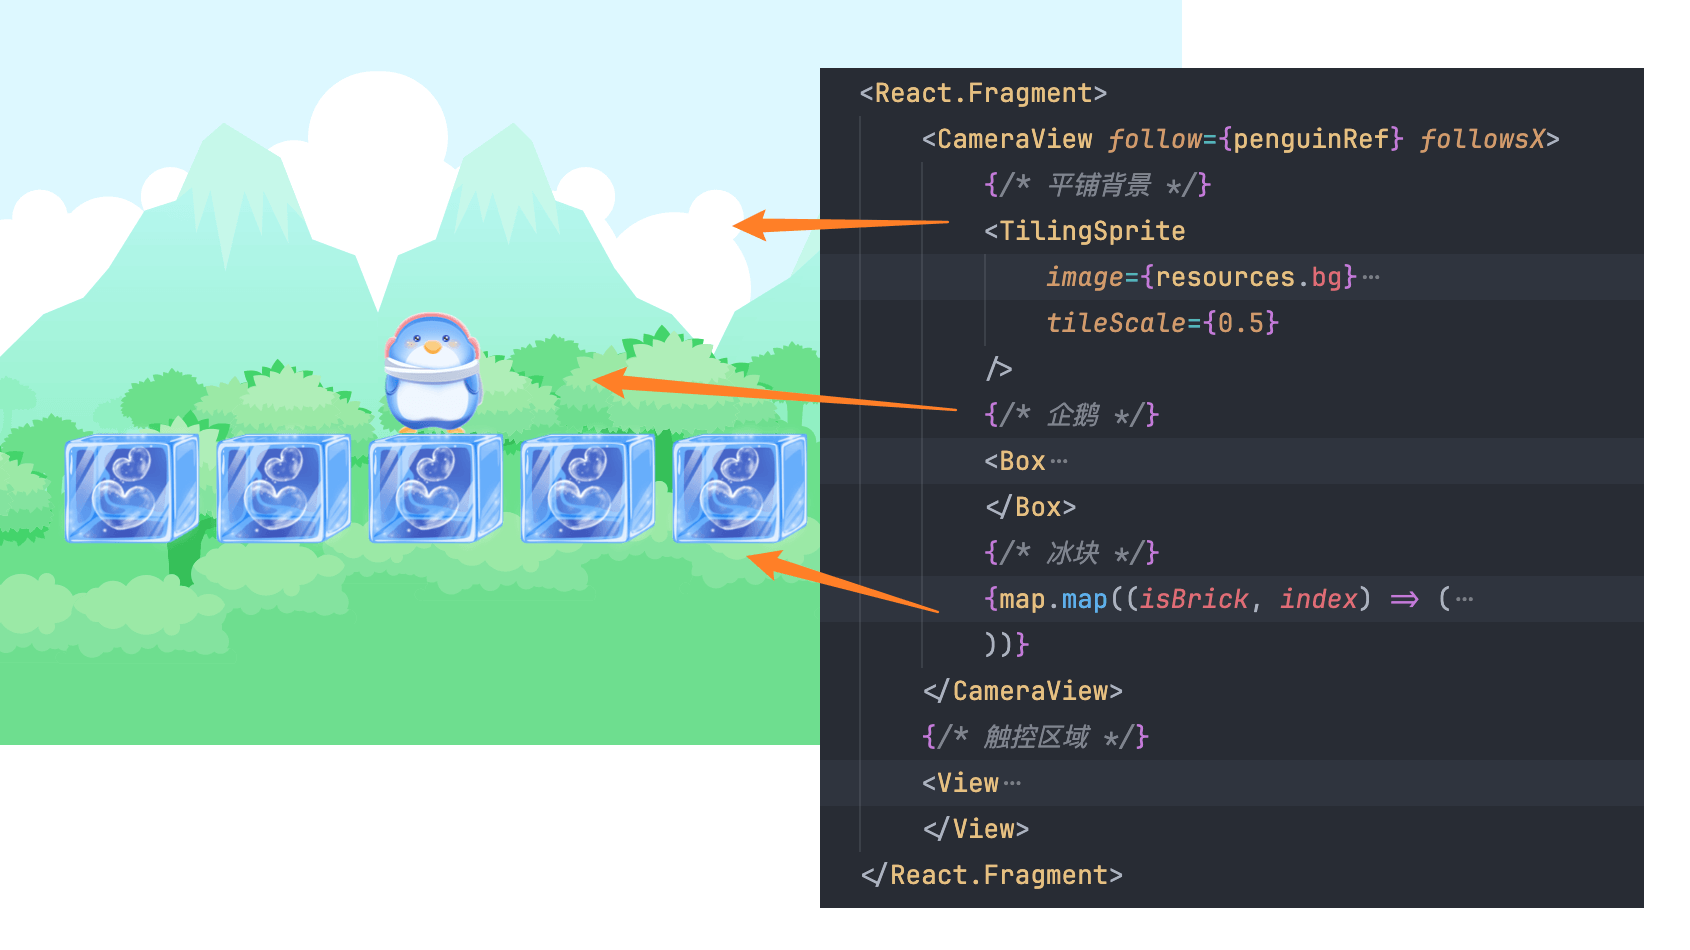 <React.Fragment>
<CameraView follow={penguinRef} followsX>
{/* 平铺背景 */}
<TilingSprite
image={resources.bg}…
tileScale={0.5}
/>
{/* 企鹅 */}
<Box…
</Box>
{/* 冰块 */}
{map.map((isBrick, index) => (…
))}
</CameraView>
{/* 触控区域 */}
<View…
</View>
</React.Fragment>